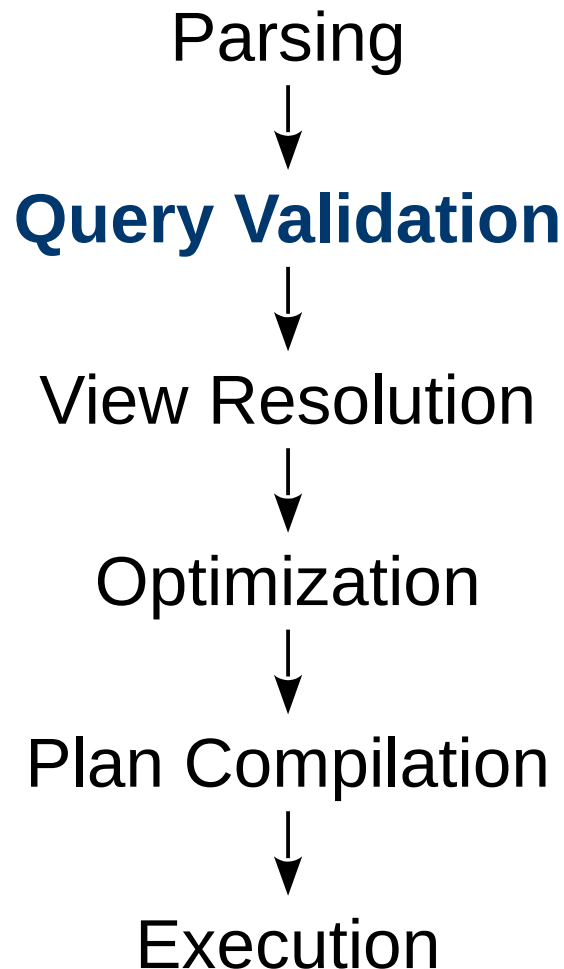 Parsing
Query Validation
View Resolution
Optimization
Plan Compilation
Execution